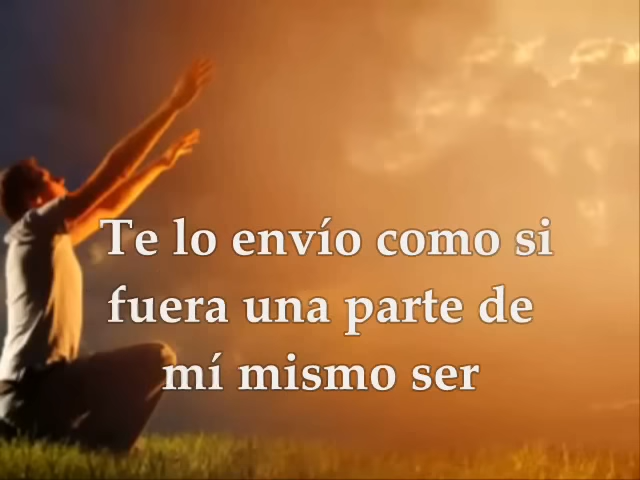 Te lo envío como si
fuera una parte de
mí mismo ser